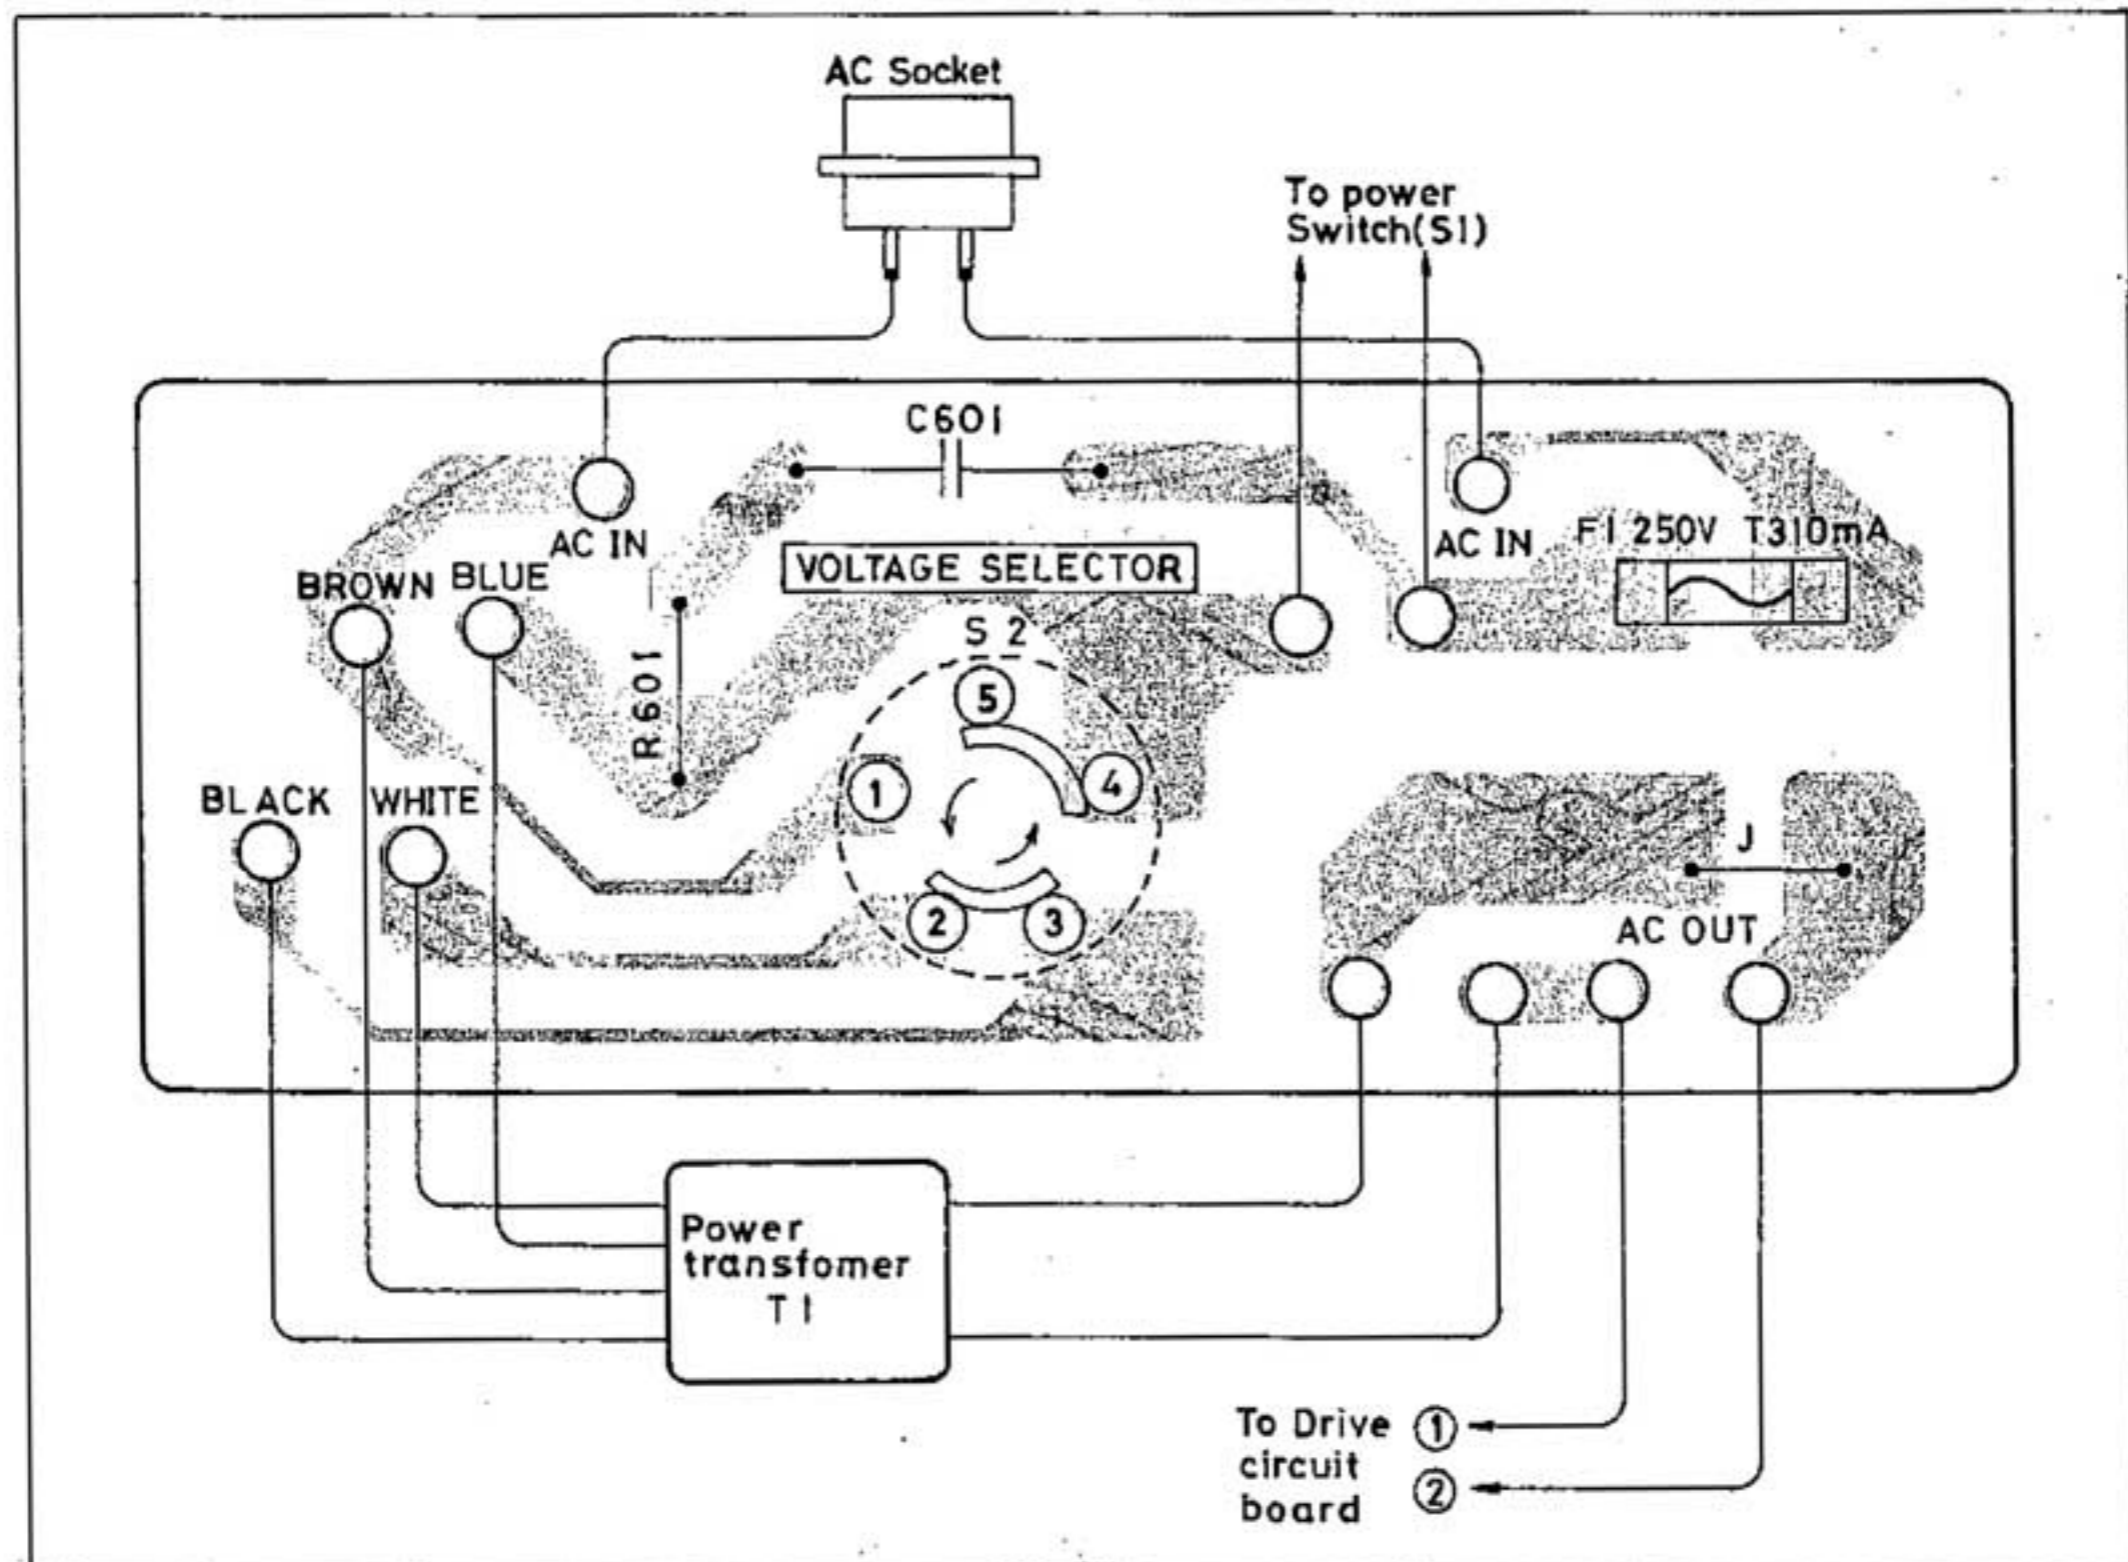 AC Socket
To power
Switch(S1)
C601
AC IN
AC IN
F1 250V T310mA
VOLTAGE SELECTOR
BROWN
BLUE
S 2
R601
5
1
4
BLACK
WHITE
2
3
J
AC OUT
Power
transfomer
T1
To Drive
circuit
board
1
2